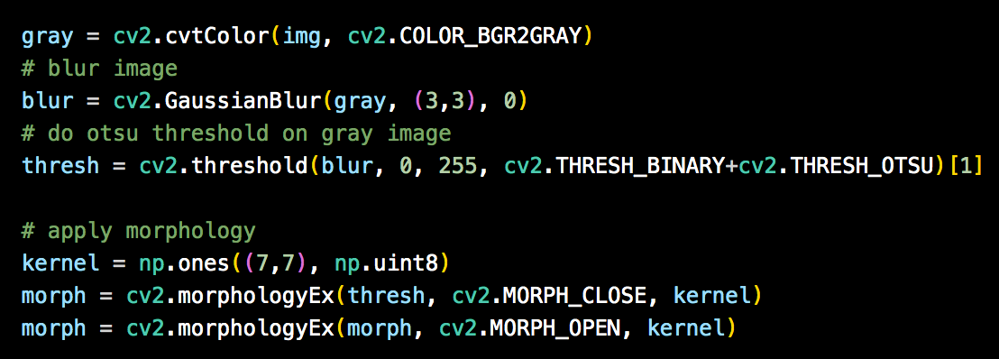 gray = cv2.cvtColor(img, cv2.COLOR_BGR2GRAY)
# blur image
blur = cv2.GaussianBlur(gray, (3,3), 0)
# do otsu threshold on gray image
thresh = cv2.threshold(blur, 0, 255, cv2.THRESH_BINARY+cv2.THRESH_OTSU)[1]

# apply morphology
kernel = np.ones((7,7), np.uint8)
morph = cv2.morphologyEx(thresh, cv2.MORPH_CLOSE, kernel)
morph = cv2.morphologyEx(morph, cv2.MORPH_OPEN, kernel)